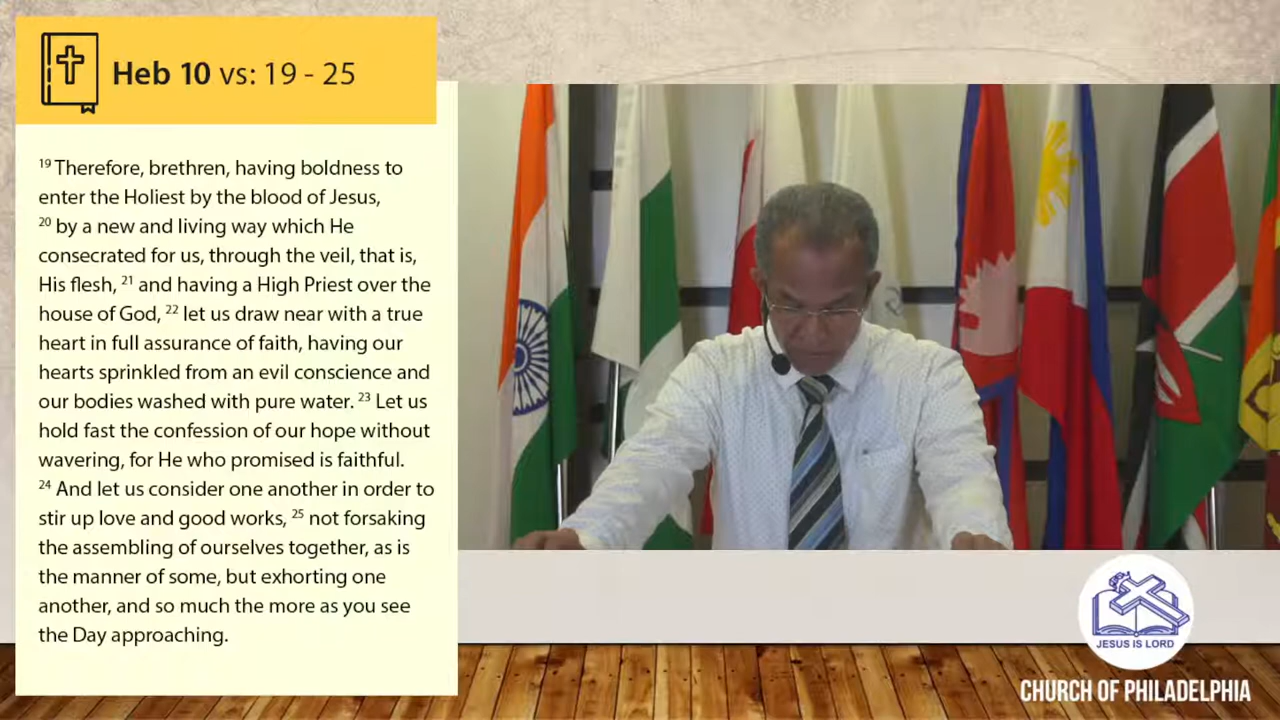 Heb 10 vs: 19 - 25
19 Therefore, brethren, having boldness to
enter the Holiest by the blood of Jesus,
20 by a new and living way which He
consecrated for us, through the veil, that is,
His flesh, 21 and having a High Priest over the
house of God, 22 let us draw near with a true
heart in full assurance of faith, having our
hearts sprinkled from an evil conscience and
our bodies washed with pure water. 23 Let us
hold fast the confession of our hope without
wavering, for He who promised is faithful.
24 And let us consider one another in order to
stir up love and good works, 25 not forsaking
the assembling of ourselves together, as is
the manner of some, but exhorting one
another, and so much the more as you see
the Day approaching.
JESUS IS LORD
CHURCH OF PHILADELPHIA